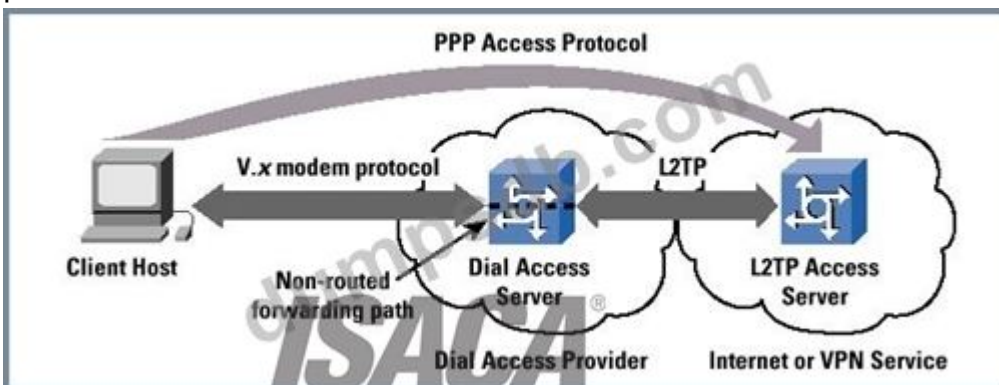 PPP Access Protocol
V.x modem protocol
L2TP
Client Host
Non-routed
forwarding path
Dial Access
Server
L2TP Access
Server
Dial Access Provider
Internet or VPN Service
ISACA®